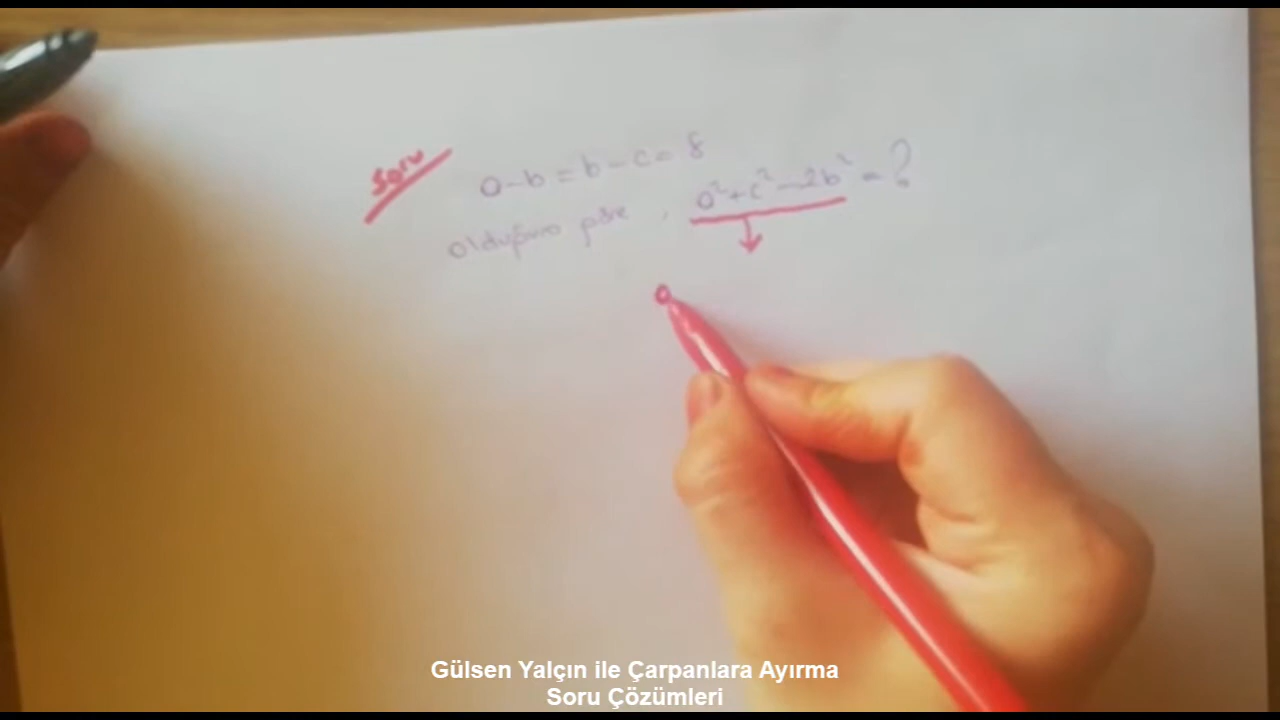 Soru
a-b=b-c=8
olduğuna göre, a²+c²-2b²=?
a
Gülsen Yalçın ile Çarpanlara Ayırma
Soru Çözümleri